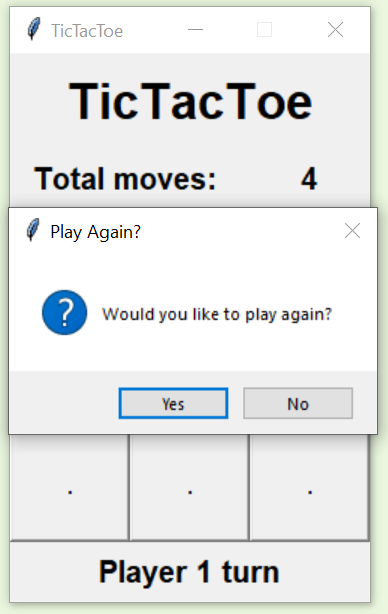 TicTacToe
TicTacToe
Total moves: 4
Play Again?
? Would you like to play again?
Yes No
. . .
Player 1 turn